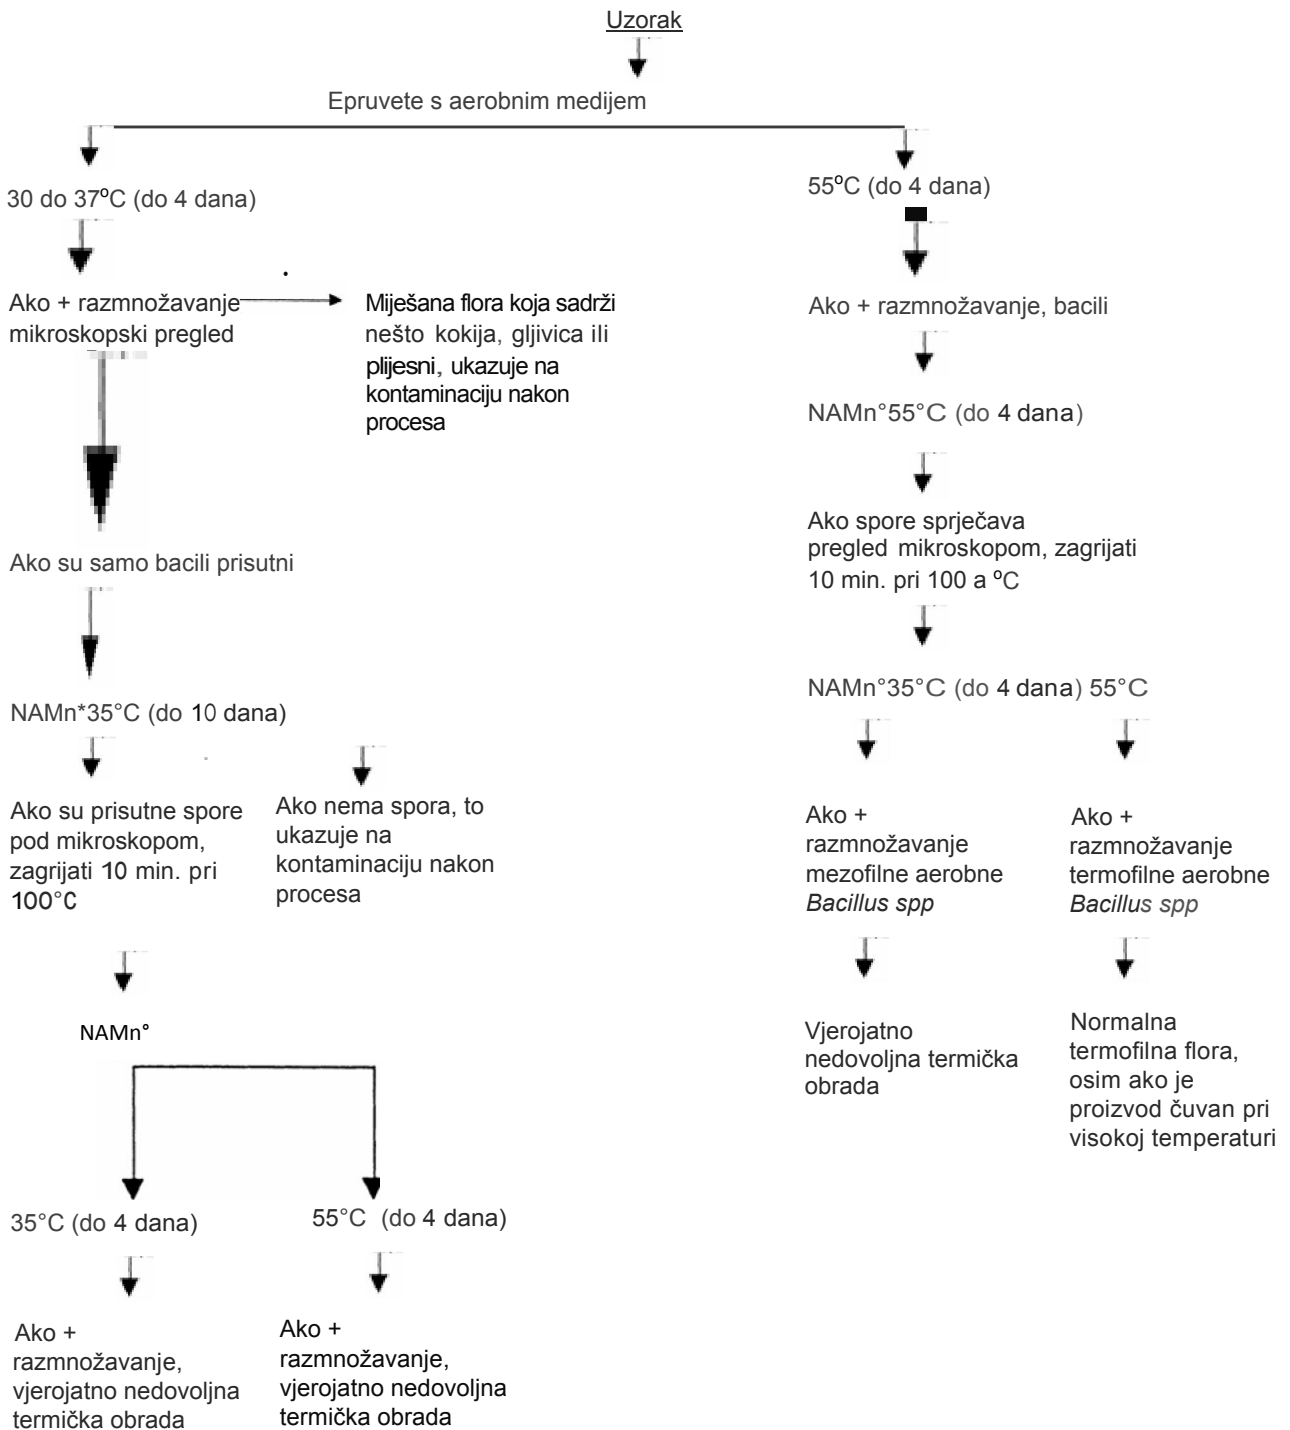 Uzorak
Epruvete s aerobnim medijem
30 do 37ºC (do 4 dana)
Ako + razmnožavanje
mikroskopski pregled
Miješana flora koja sadrži
nešto kokija, gljivica ili
plijesni, ukazuje na
kontaminaciju nakon
procesa
Ako su samo bacili prisutni
NAMn*35°C (do 10 dana)
Ako su prisutne spore
pod mikroskopom,
zagrijati 10 min. pri
100°C
Ako nema spora, to
ukazuje na
kontaminaciju nakon
procesa
NAMn°
35°C (do 4 dana)
55°C (do 4 dana)
Ako +
razmnožavanje,
vjerojatno nedovoljna
termička obrada
Ako +
razmnožavanje,
vjerojatno nedovoljna
termička obrada
55ºC (do 4 dana)
Ako + razmnožavanje, bacili
NAMn°55°C (do 4 dana)
Ako spore sprječava
pregled mikroskopom, zagrijati
10 min. pri 100 a ºC
NAMn°35°C (do 4 dana) 55°C
Ako +
razmnožavanje
mezofilne aerobne
Bacillus spp
Vjerojatno
nedovoljna termička
obrada
Ako +
razmnožavanje
termofilne aerobne
Bacillus spp
Normalna
termofilna flora,
osim ako je
proizvod čuvan pri
visokoj temperaturi